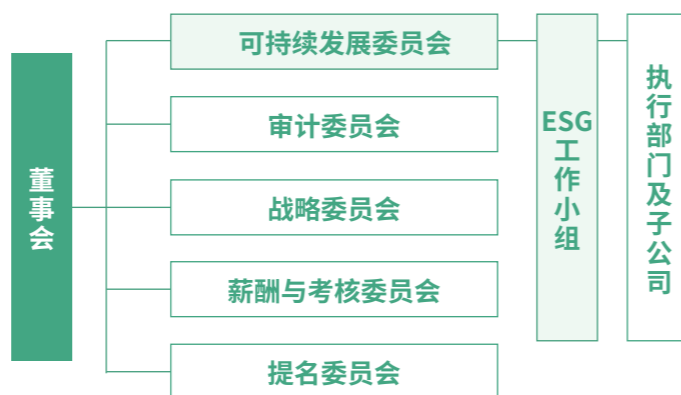 董事会
可持续发展委员会
审计委员会
战略委员会
薪酬与考核委员会
提名委员会
ESG工作小组
执行部门及子公司